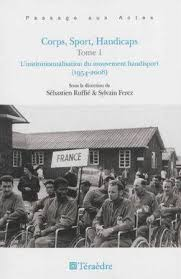 Passage aux Actes
Corps, Sport, Handicaps
Tome 1
L'institutionnalisation du mouvement handisport
(1954-2008)
Sous la direction de
Sébastien Ruffié & Sylvain Ferez
FRANCE
Téraèdre